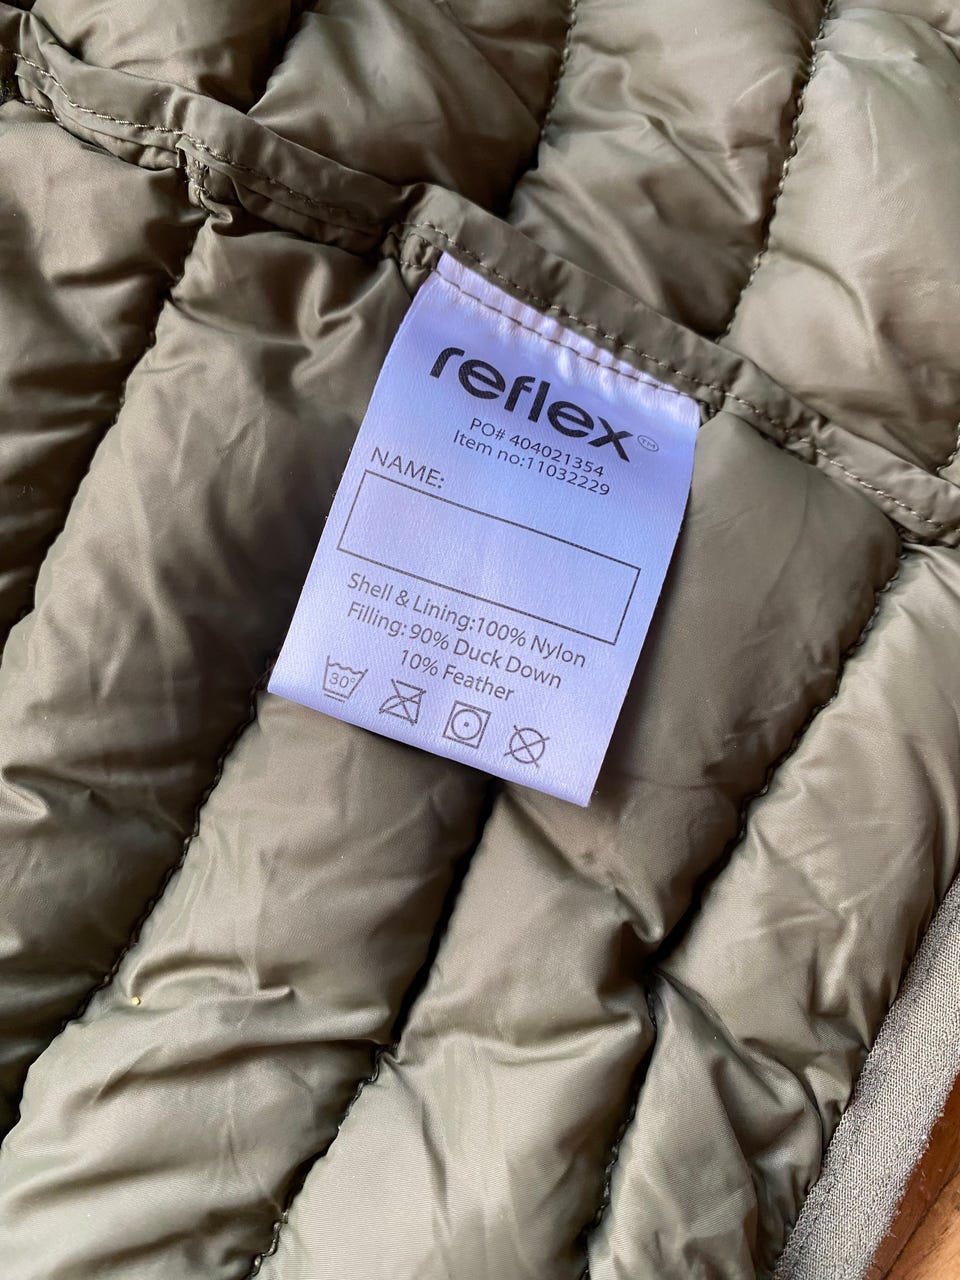 reflex™
PO# 404021354
Item no:11032229
NAME:
Shell & Lining:100% Nylon
Filling: 90% Duck Down
10% Feather
30°